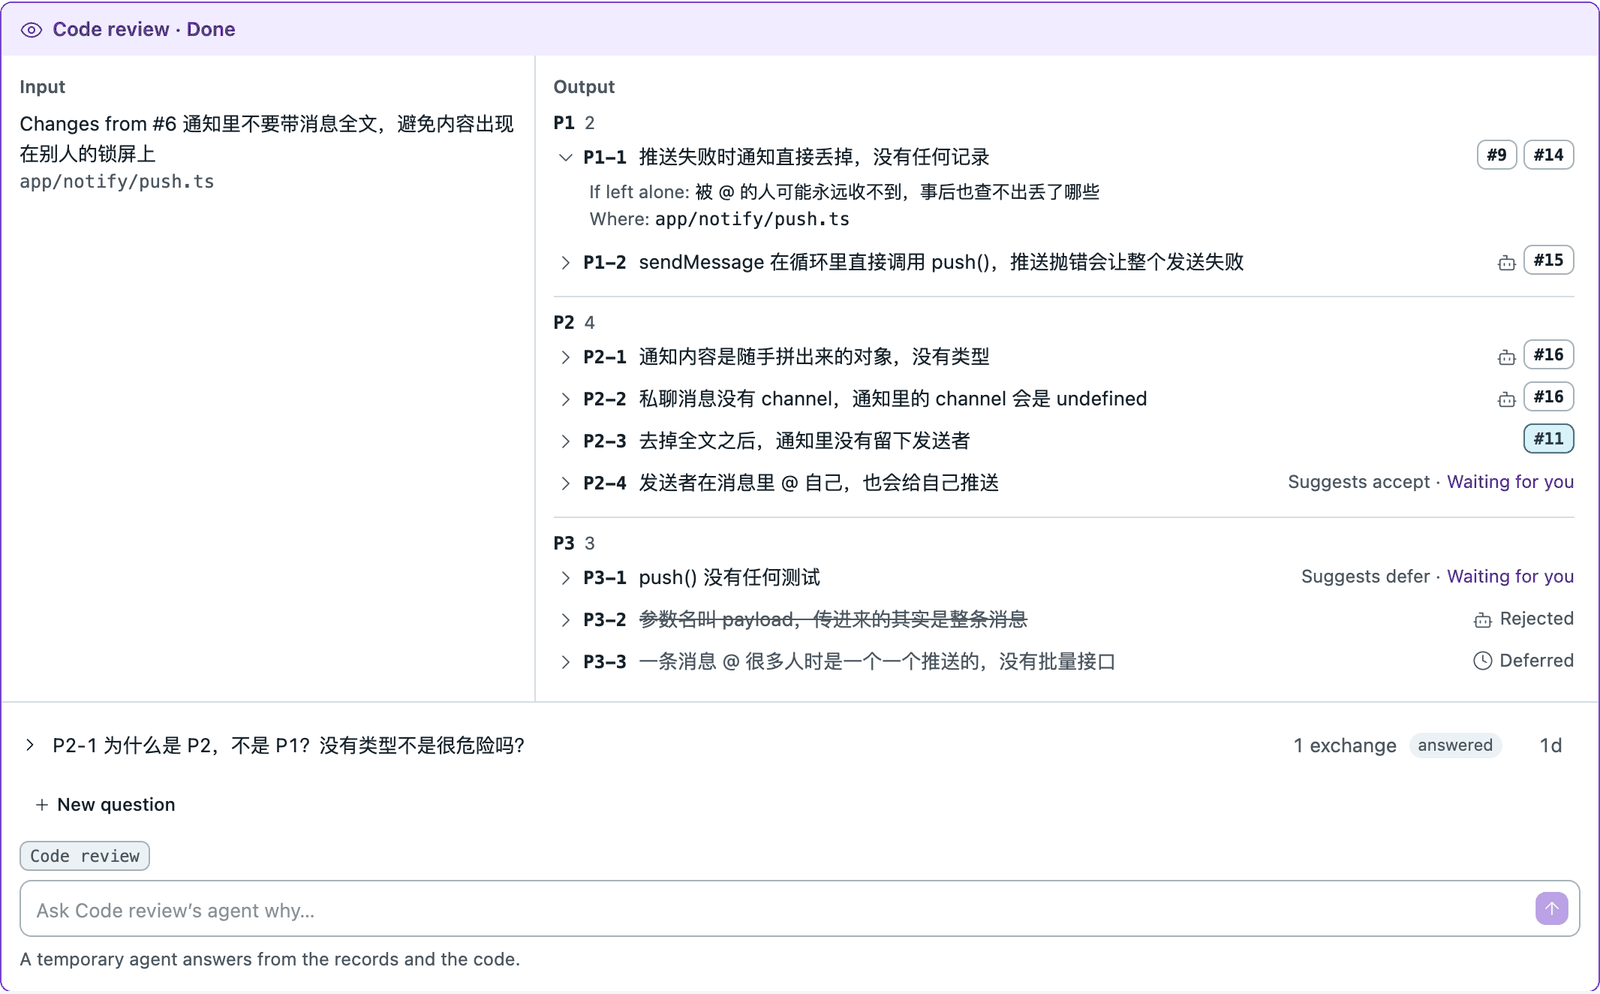 Code review · Done
Input
Changes from #6 通知里不要带消息全文，避免内容出现
在别人的锁屏上
app/notify/push.ts
Output
P1 2
P1–1 推送失败时通知直接丢掉，没有任何记录 #9 #14
If left alone: 被 @ 的人可能永远收不到，事后也查不出丢了哪些
Where: app/notify/push.ts
P1–2 sendMessage 在循环里直接调用 push()，推送抛错会让整个发送失败 #15
P2 4
P2–1 通知内容是随手拼出来的对象，没有类型 #16
P2–2 私聊消息没有 channel，通知里的 channel 会是 undefined #16
P2–3 去掉全文之后，通知里没有留下发送者 #11
P2–4 发送者在消息里 @ 自己，也会给自己推送 Suggests accept · Waiting for you
P3 3
P3–1 push() 没有任何测试 Suggests defer · Waiting for you
P3–2 参数名叫 payload，传进来的其实是整条消息 Rejected
P3–3 一条消息 @ 很多人时是一个一个推送的，没有批量接口 Deferred
P2-1 为什么是 P2，不是 P1？没有类型不是很危险吗? 1 exchange answered 1d
+ New question
Code review
Ask Code review’s agent why...
A temporary agent answers from the records and the code.